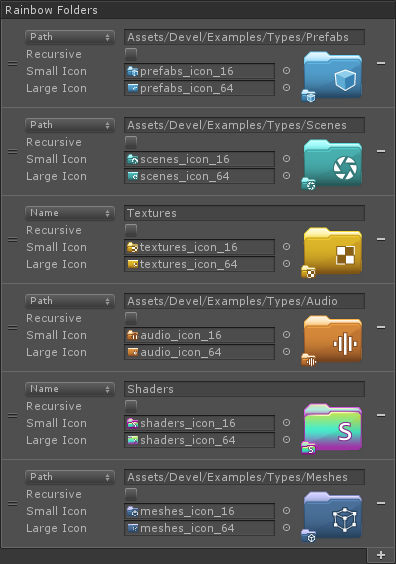 Rainbow Folders
Path Assets/Devel/Examples/Types/Prefabs
Recursive
Small Icon prefabs_icon_16
Large Icon prefabs_icon_64
Path Assets/Devel/Examples/Types/Scenes
Recursive
Small Icon scenes_icon_16
Large Icon scenes_icon_64
Name Textures
Recursive
Small Icon textures_icon_16
Large Icon textures_icon_64
Path Assets/Devel/Examples/Types/Audio
Recursive
Small Icon audio_icon_16
Large Icon audio_icon_64
Name Shaders
Recursive
Small Icon shaders_icon_16
Large Icon shaders_icon_64
S
Path Assets/Devel/Examples/Types/Meshes
Recursive
Small Icon meshes_icon_16
Large Icon meshes_icon_64